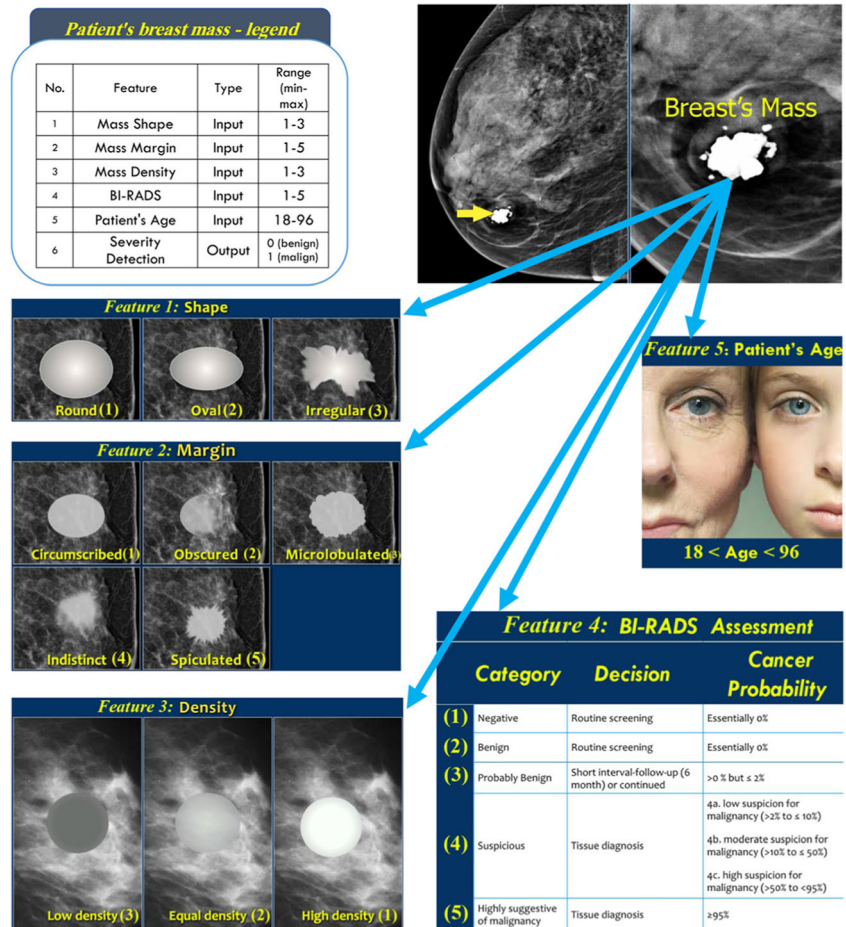 Patient's breast mass - legend
No. Feature Type Range (min-max)
1 Mass Shape Input 1-3
2 Mass Margin Input 1-5
3 Mass Density Input 1-3
4 BI-RADS Input 1-5
5 Patient's Age Input 18-96
6 Severity Detection Output 0 (benign) 1 (malign)
Breast's Mass
Feature 1: Shape
Round (1) Oval (2) Irregular (3)
Feature 2: Margin
Circumscribed (1) Obscured (2) Microlobulated (3)
Indistinct (4) Spiculated (5)
Feature 3: Density
Low density (3) Equal density (2) High density (1)
Feature 5: Patient's Age
18 < Age < 96
Feature 4: BI-RADS Assessment
Category Decision Cancer Probability
(1) Negative Routine screening Essentially 0%
(2) Benign Routine screening Essentially 0%
(3) Probably Benign Short interval-follow-up (6 month) or continued >0 % but ≤ 2%
(4) Suspicious Tissue diagnosis 4a. low suspicion for malignancy (>2% to ≤ 10%)
4b. moderate suspicion for malignancy (>10% to ≤ 50%)
4c. high suspicion for malignancy (>50% to <95%)
(5) Highly suggestive of malignancy Tissue diagnosis ≥95%